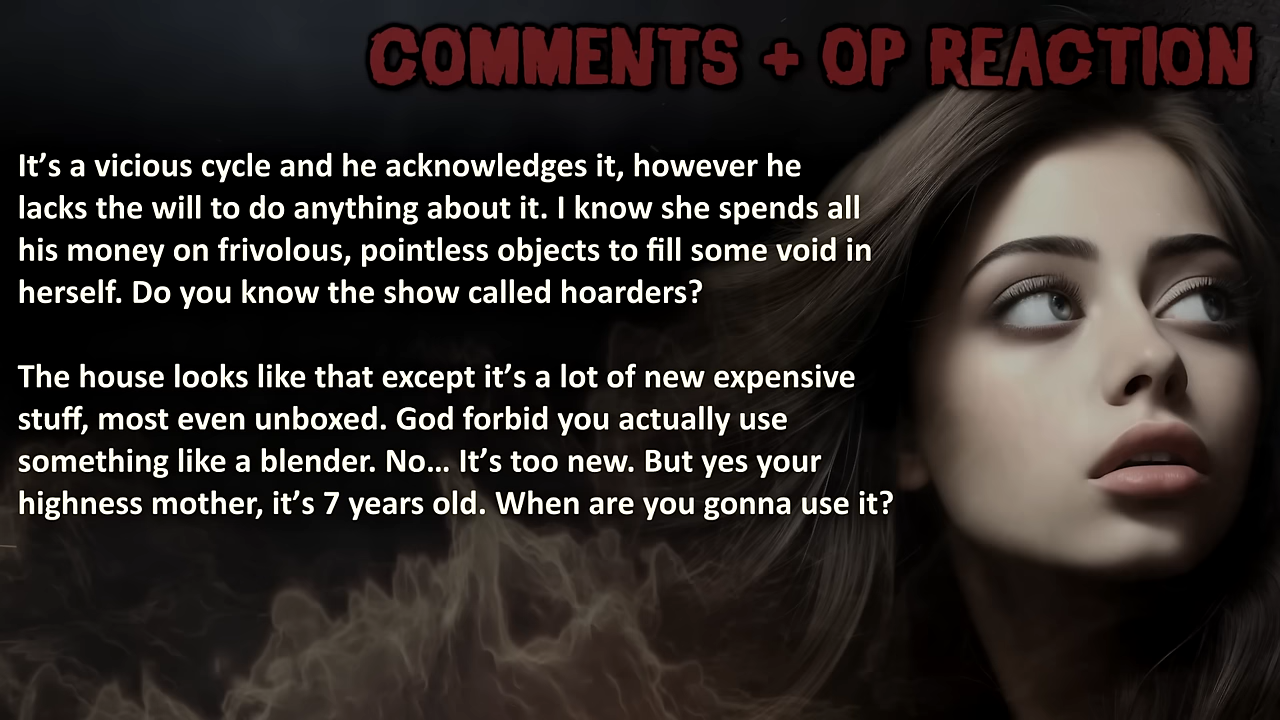 COMMENTS + OP REACTION
It’s a vicious cycle and he acknowledges it, however he
lacks the will to do anything about it. I know she spends all
his money on frivolous, pointless objects to fill some void in
herself. Do you know the show called hoarders?
The house looks like that except it’s a lot of new expensive
stuff, most even unboxed. God forbid you actually use
something like a blender. No… It’s too new. But yes your
highness mother, it’s 7 years old. When are you gonna use it?